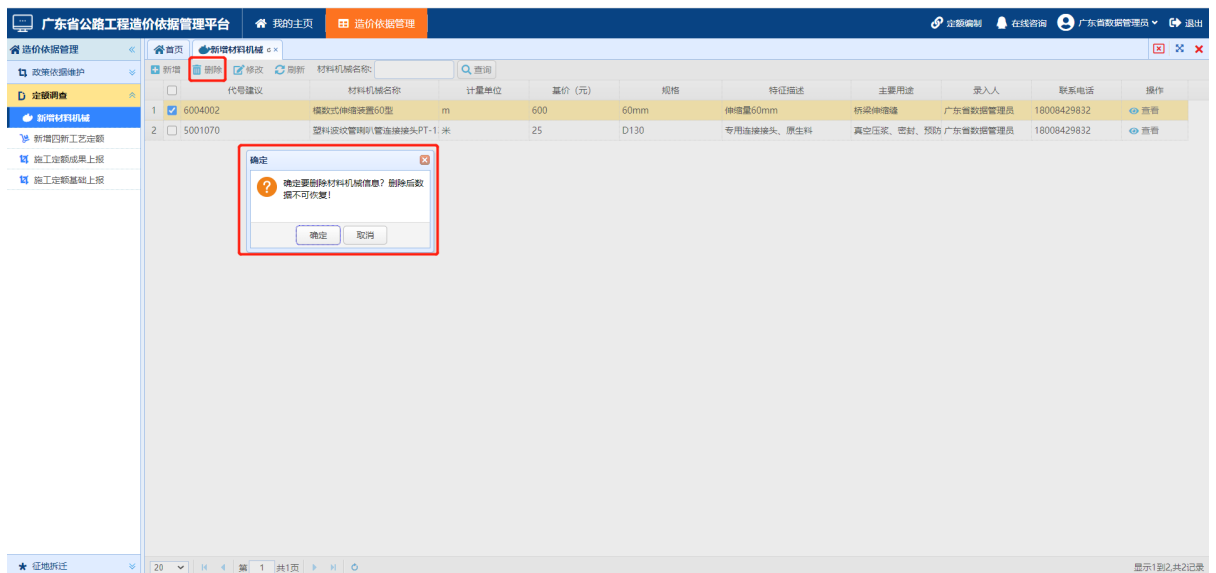 广东省公路工程造价依据管理平台 我的主页 造价依据管理 定额编制 在线咨询 广东省数据管理员 退出
造价依据管理 首页 新增材料机械
政策依据维护 新增 删除 修改 刷新 材料机械名称: 查询
定额调查
代号建议 材料机械名称 计量单位 基价（元） 规格 特征描述 主要用途 录入人 联系电话 操作
新增材料机械
1 6004002 模数式伸缩装置60型 m 600 60mm 伸缩量60mm 桥梁伸缩缝 广东省数据管理员 18008429832 查看
新增四新工艺定额
2 5001070 塑料波纹管喇叭管连接接头PT-1 米 25 D130 专用连接接头、原生料 真空压浆、密封、预防 广东省数据管理员 18008429832 查看
施工定额成果上报
施工定额基础上报
确定
确定要删除材料机械信息？删除后数
据不可恢复！
确定 取消
征地拆迁 20 第 1 共1页 显示1到2,共2记录